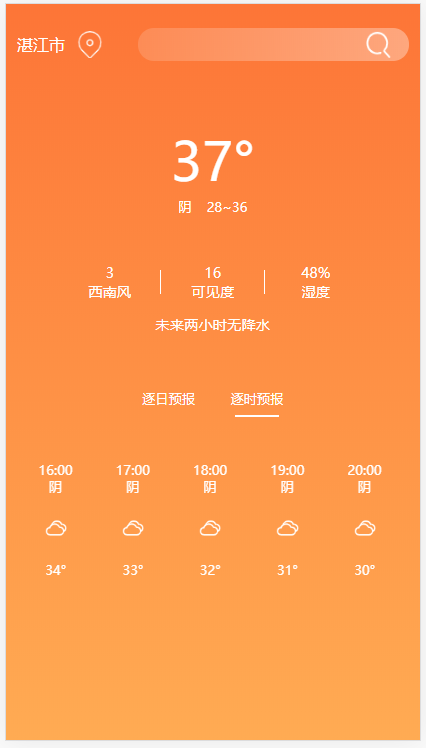 湛江市
37°
阴 28~36
3 16 48%
西南风 可见度 湿度
未来两小时无降水
逐日预报 逐时预报
16:00 17:00 18:00 19:00 20:00
阴 阴 阴 阴 阴
34° 33° 32° 31° 30°